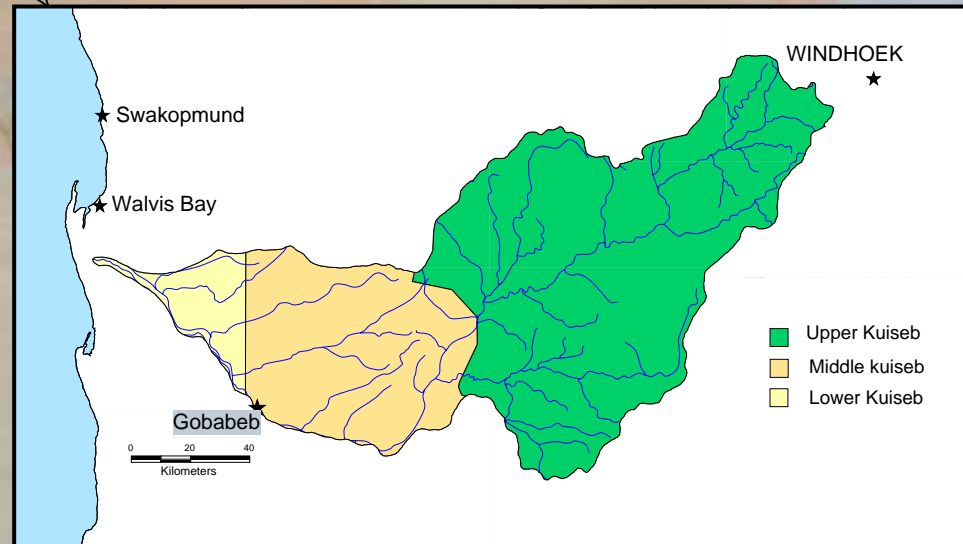 WINDHOEK
Swakopmund
Walvis Bay
Upper Kuiseb
Middle kuiseb
Lower Kuiseb
Gobabeb
0 20 40
Kilometers